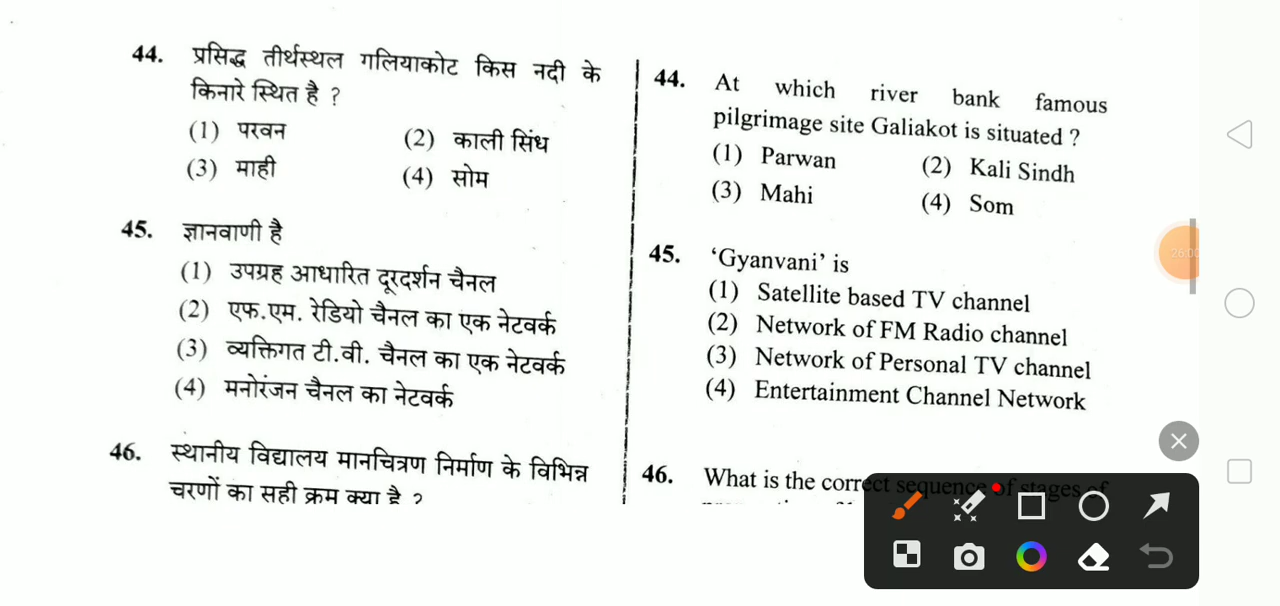 44. प्रसिद्ध तीर्थस्थल गलियाकोट किस नदी के
किनारे स्थित है ?
(1) परवन (2) काली सिंध
(3) माही (4) सोम
45. ज्ञानवाणी है
(1) उपग्रह आधारित दूरदर्शन चैनल
(2) एफ.एम. रेडियो चैनल का एक नेटवर्क
(3) व्यक्तिगत टी.वी. चैनल का एक नेटवर्क
(4) मनोरंजन चैनल का नेटवर्क
46. स्थानीय विद्यालय मानचित्रण निर्माण के विभिन्न
चरणों का सही क्रम क्या है ?
44. At which river bank famous
pilgrimage site Galiakot is situated ?
(1) Parwan (2) Kali Sindh
(3) Mahi (4) Som
45. ‘Gyanvani’ is
(1) Satellite based TV channel
(2) Network of FM Radio channel
(3) Network of Personal TV channel
(4) Entertainment Channel Network
46. What is the correct sequence of stages of
26:00